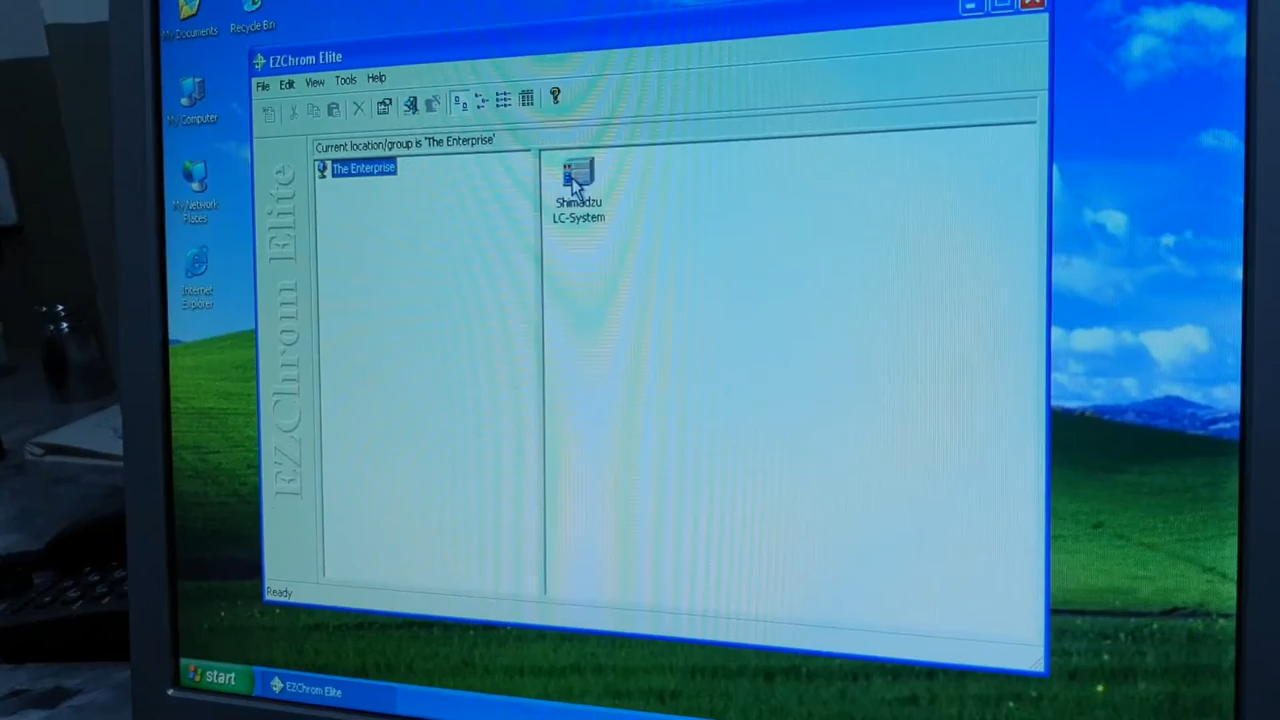 My Documents
Recycle Bin
My Computer
My Network
Places
Internet
Explorer
EZChrom Elite
File Edit View Tools Help
Current location/group is 'The Enterprise'
The Enterprise
Shimadzu
LC-System
EZChrom Elite
Ready
start
EZChrom Elite